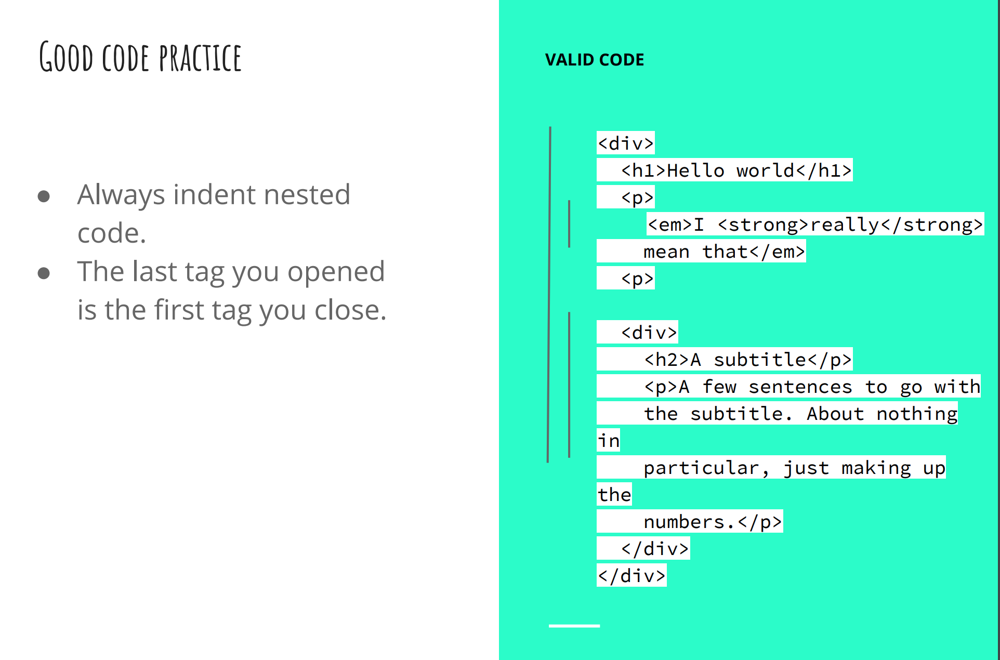 Good code practice
● Always indent nested
code.
● The last tag you opened
is the first tag you close.
VALID CODE
<div>
  <h1>Hello world</h1>
  <p>
    <em>I <strong>really</strong>
    mean that</em>
  <p>
  <div>
    <h2>A subtitle</p>
    <p>A few sentences to go with
    the subtitle. About nothing
in
    particular, just making up
the
    numbers.</p>
  </div>
</div>